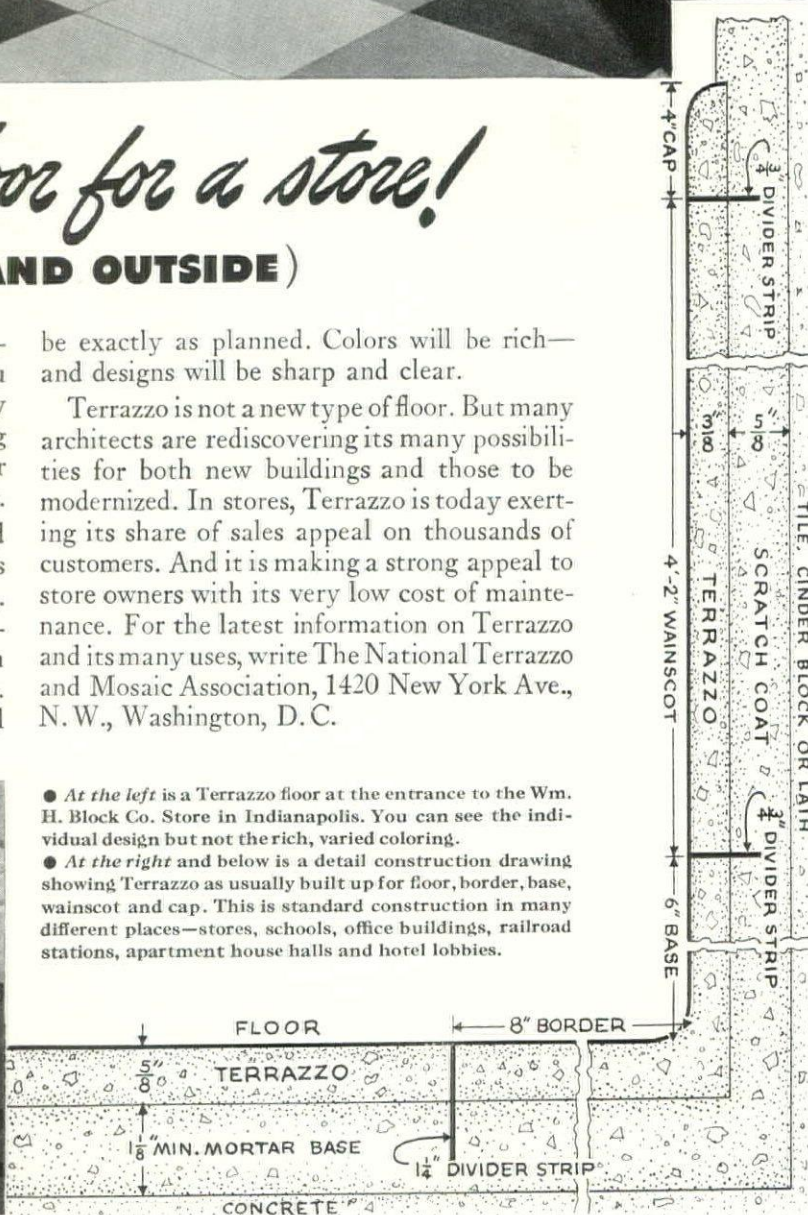 for a store!
AND OUTSIDE)
be exactly as planned. Colors will be rich—
and designs will be sharp and clear.
Terrazzo is not a new type of floor. But many
architects are rediscovering its many possibili-
ties for both new buildings and those to be
modernized. In stores, Terrazzo is today exert-
ing its share of sales appeal on thousands of
customers. And it is making a strong appeal to
store owners with its very low cost of mainte-
nance. For the latest information on Terrazzo
and its many uses, write The National Terrazzo
and Mosaic Association, 1420 New York Ave.,
N. W., Washington, D. C.
● At the left is a Terrazzo floor at the entrance to the Wm.
H. Block Co. Store in Indianapolis. You can see the indi-
vidual design but not the rich, varied coloring.
● At the right and below is a detail construction drawing
showing Terrazzo as usually built up for floor, border, base,
wainscot and cap. This is standard construction in many
different places—stores, schools, office buildings, railroad
stations, apartment house halls and hotel lobbies.
4" CAP
3/4" DIVIDER STRIP
3/8"
5/8"
4'-2" WAINSCOT
TERRAZZO
SCRATCH COAT
TILE, CINDER BLOCK OR LATH
3/4" DIVIDER STRIP
6" BASE
FLOOR
8" BORDER
5/8" TERRAZZO
1 1/8" MIN. MORTAR BASE
1 1/4" DIVIDER STRIP
CONCRETE